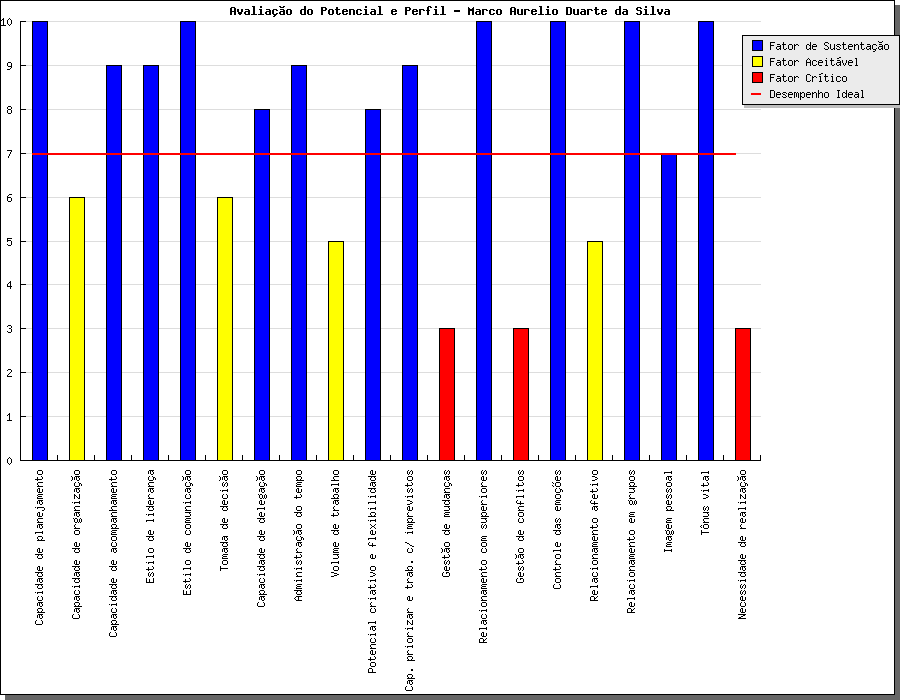 Avaliação do Potencial e Perfil - Marco Aurelio Duarte da Silva
Fator de Sustentação
Fator Aceitável
Fator Crítico
Desempenho Ideal
10
9
8
7
6
5
4
3
2
1
0
Capacidade de planejamento
Capacidade de organização
Capacidade de acompanhamento
Estilo de liderança
Estilo de comunicação
Tomada de decisão
Capacidade de delegação
Administração do tempo
Volume de trabalho
Potencial criativo e flexibilidade
Cap. priorizar e trab. c/ imprevistos
Gestão de mudanças
Relacionamento com superiores
Gestão de conflitos
Controle das emoções
Relacionamento afetivo
Relacionamento em grupos
Imagem pessoal
Tônus vital
Necessidade de realização